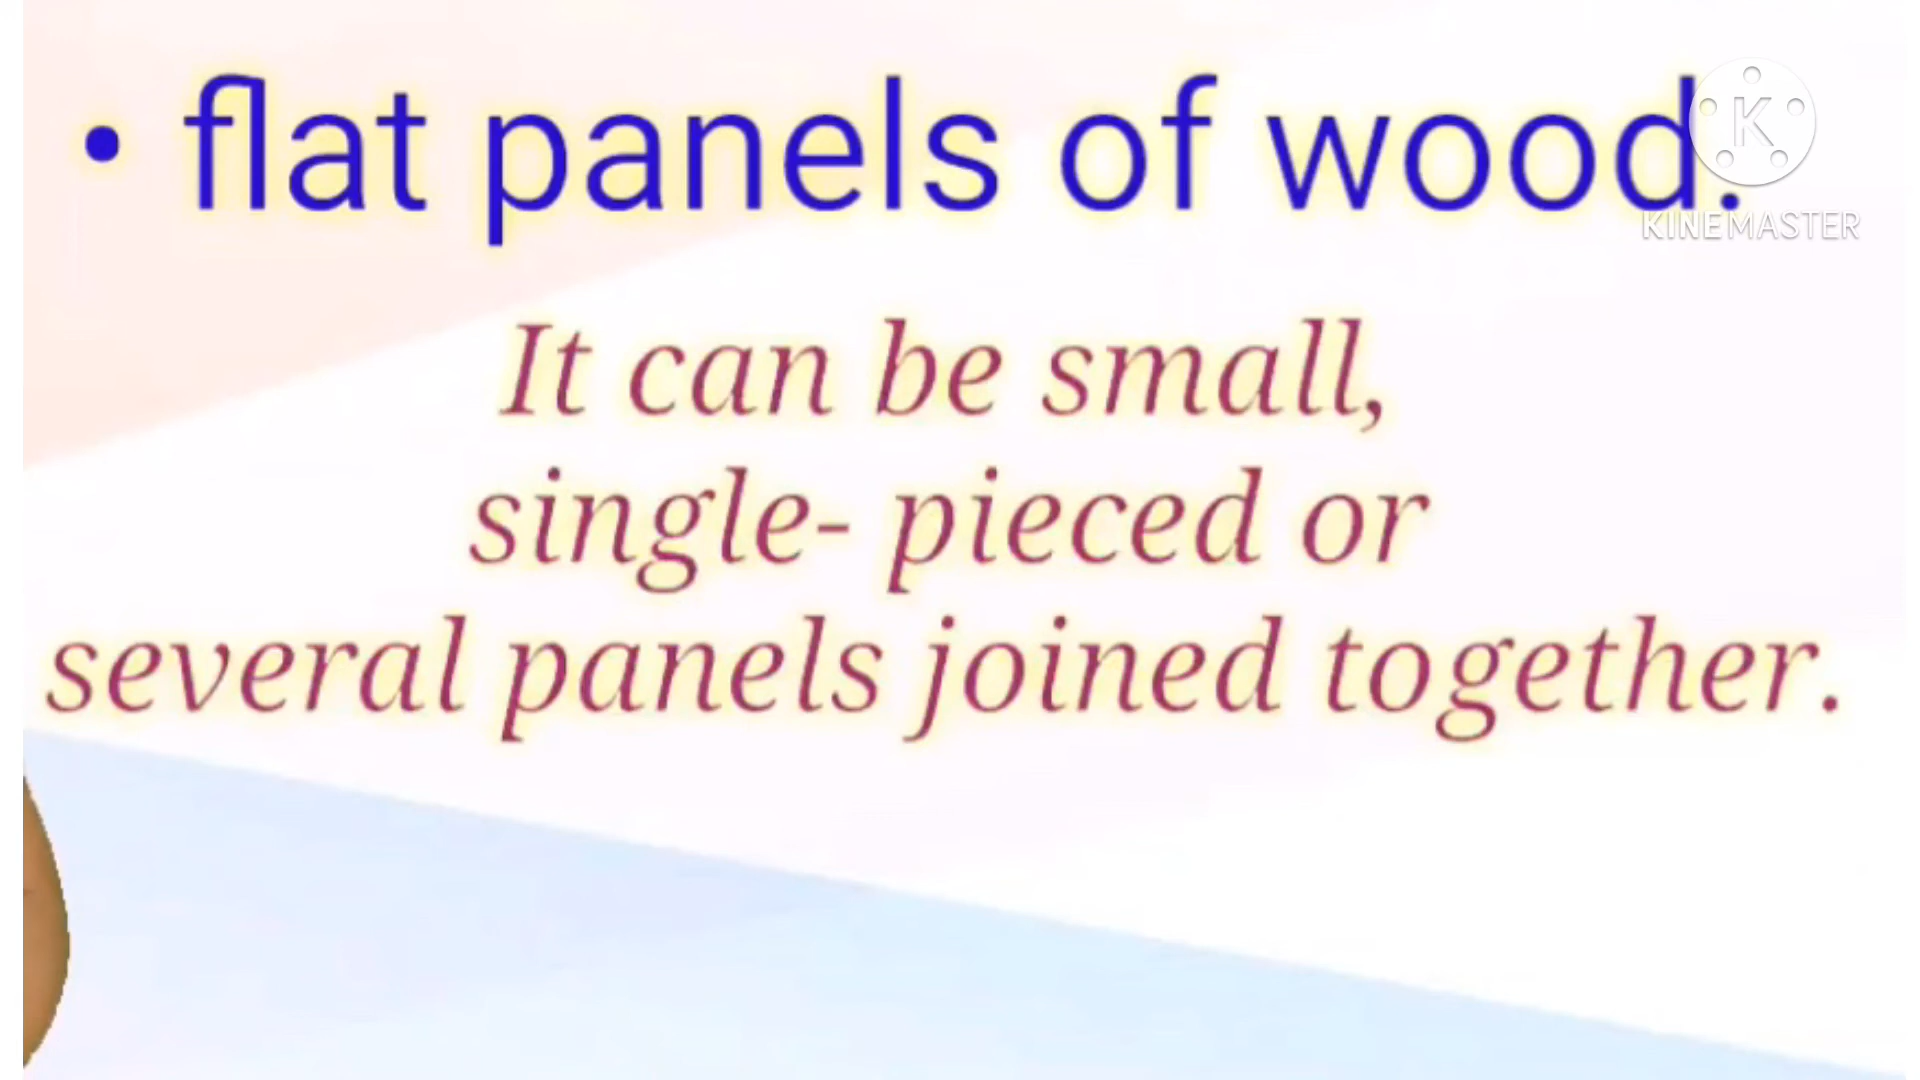 • flat panels of wood.
K
KINEMASTER
It can be small,
single- pieced or
several panels joined together.